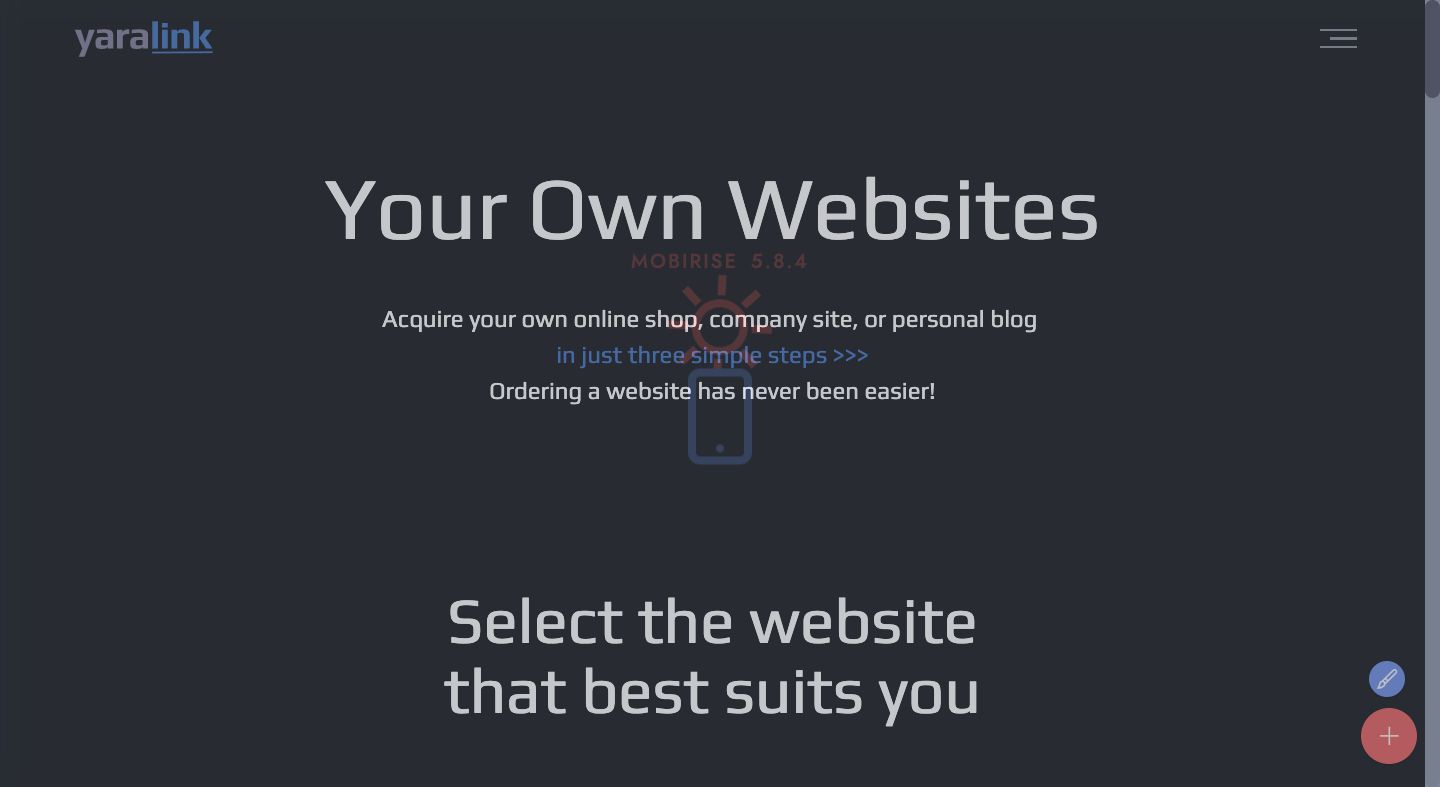 yaralink
Your Own Websites
MOBIRISE 5.8.4
Acquire your own online shop, company site, or personal blog
in just three simple steps >>>
Ordering a website has never been easier!
Select the website
that best suits you